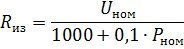 R_из = U_ном / (1000 + 0,1 · P_ном)